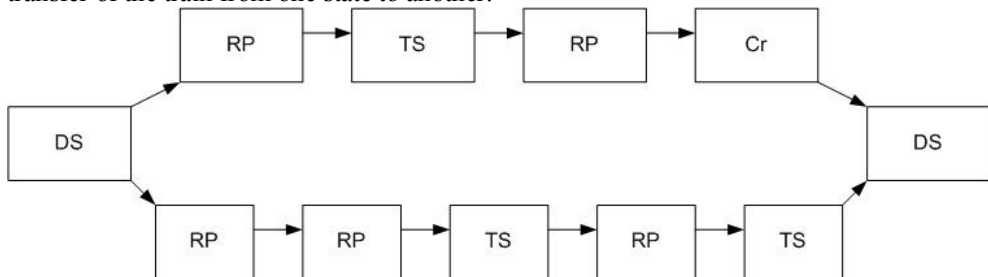 transfer of the train from one state to another.
RP TS RP Cr
DS DS
RP RP TS RP TS